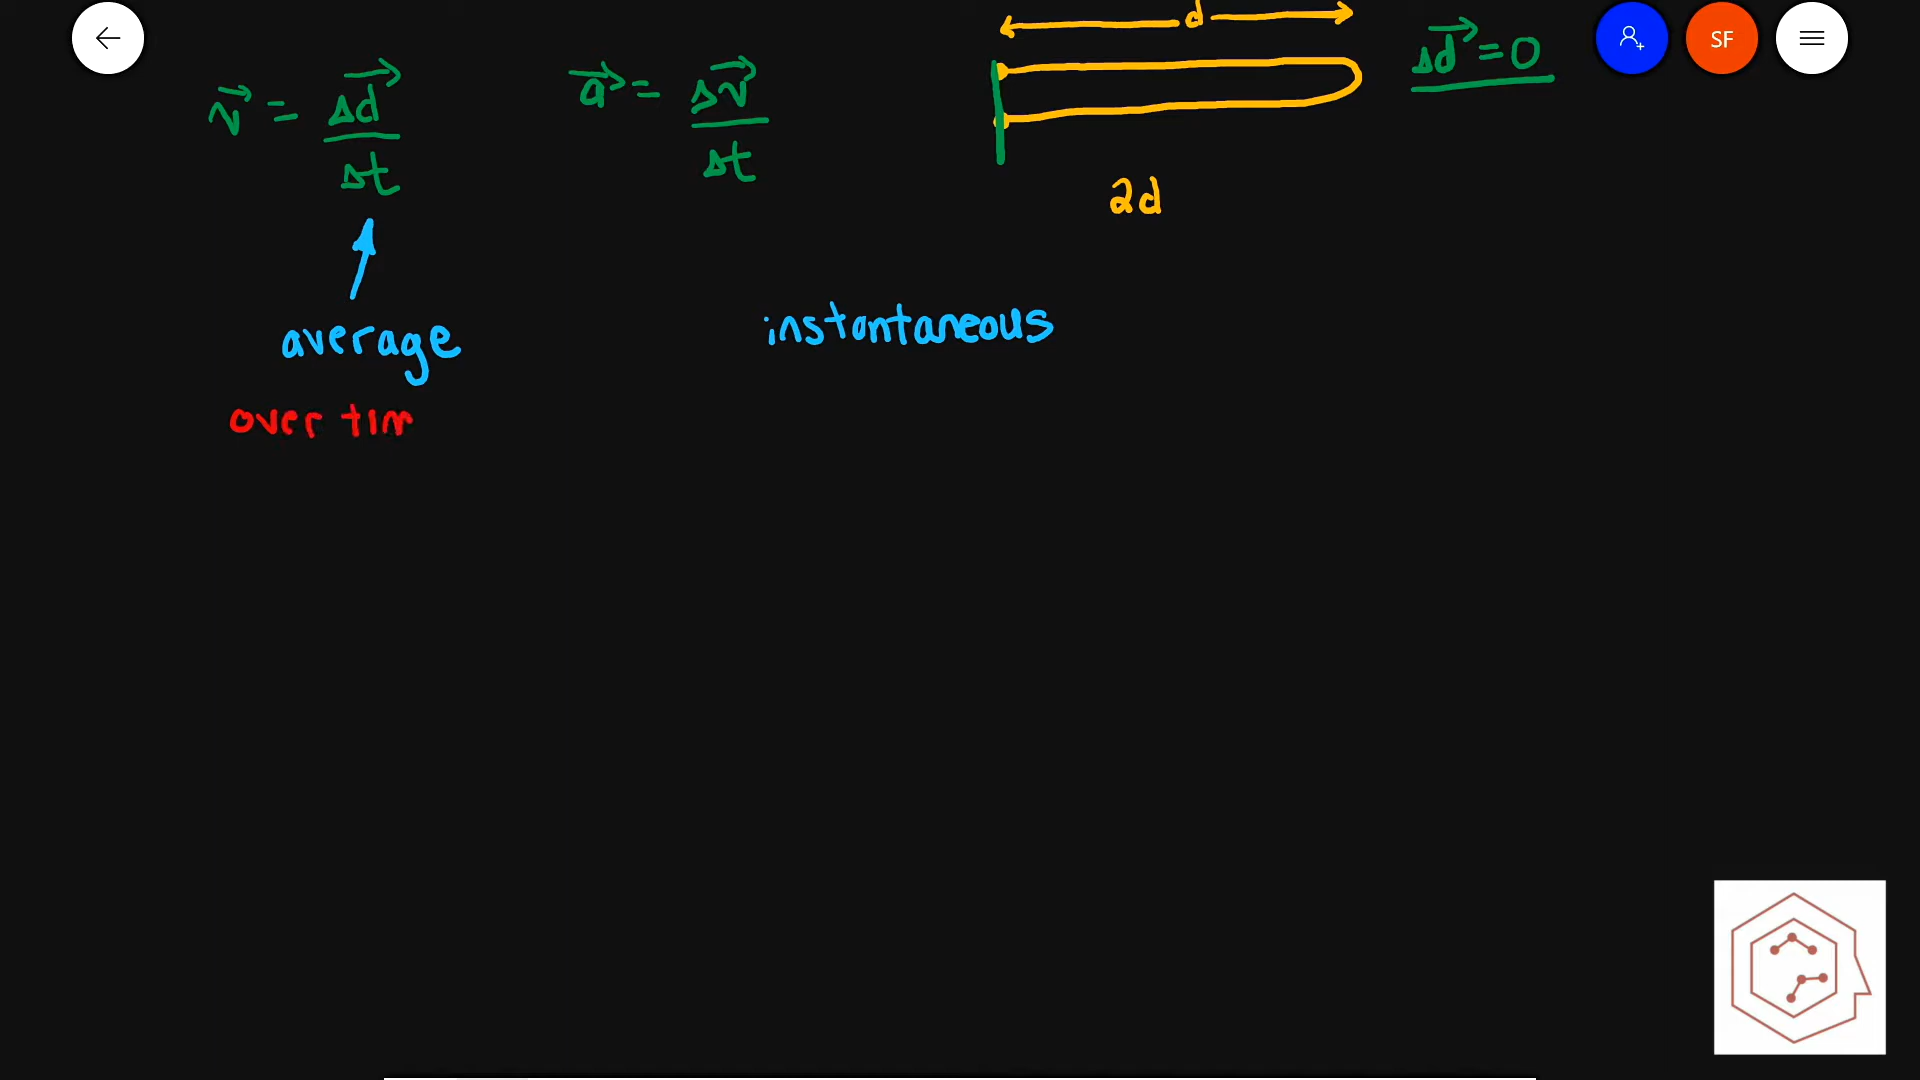 d
v⃗ = Δd⃗ / Δt
a⃗ = Δv⃗ / Δt
Δd⃗ = 0
SF
2d
average
instantaneous
over tim